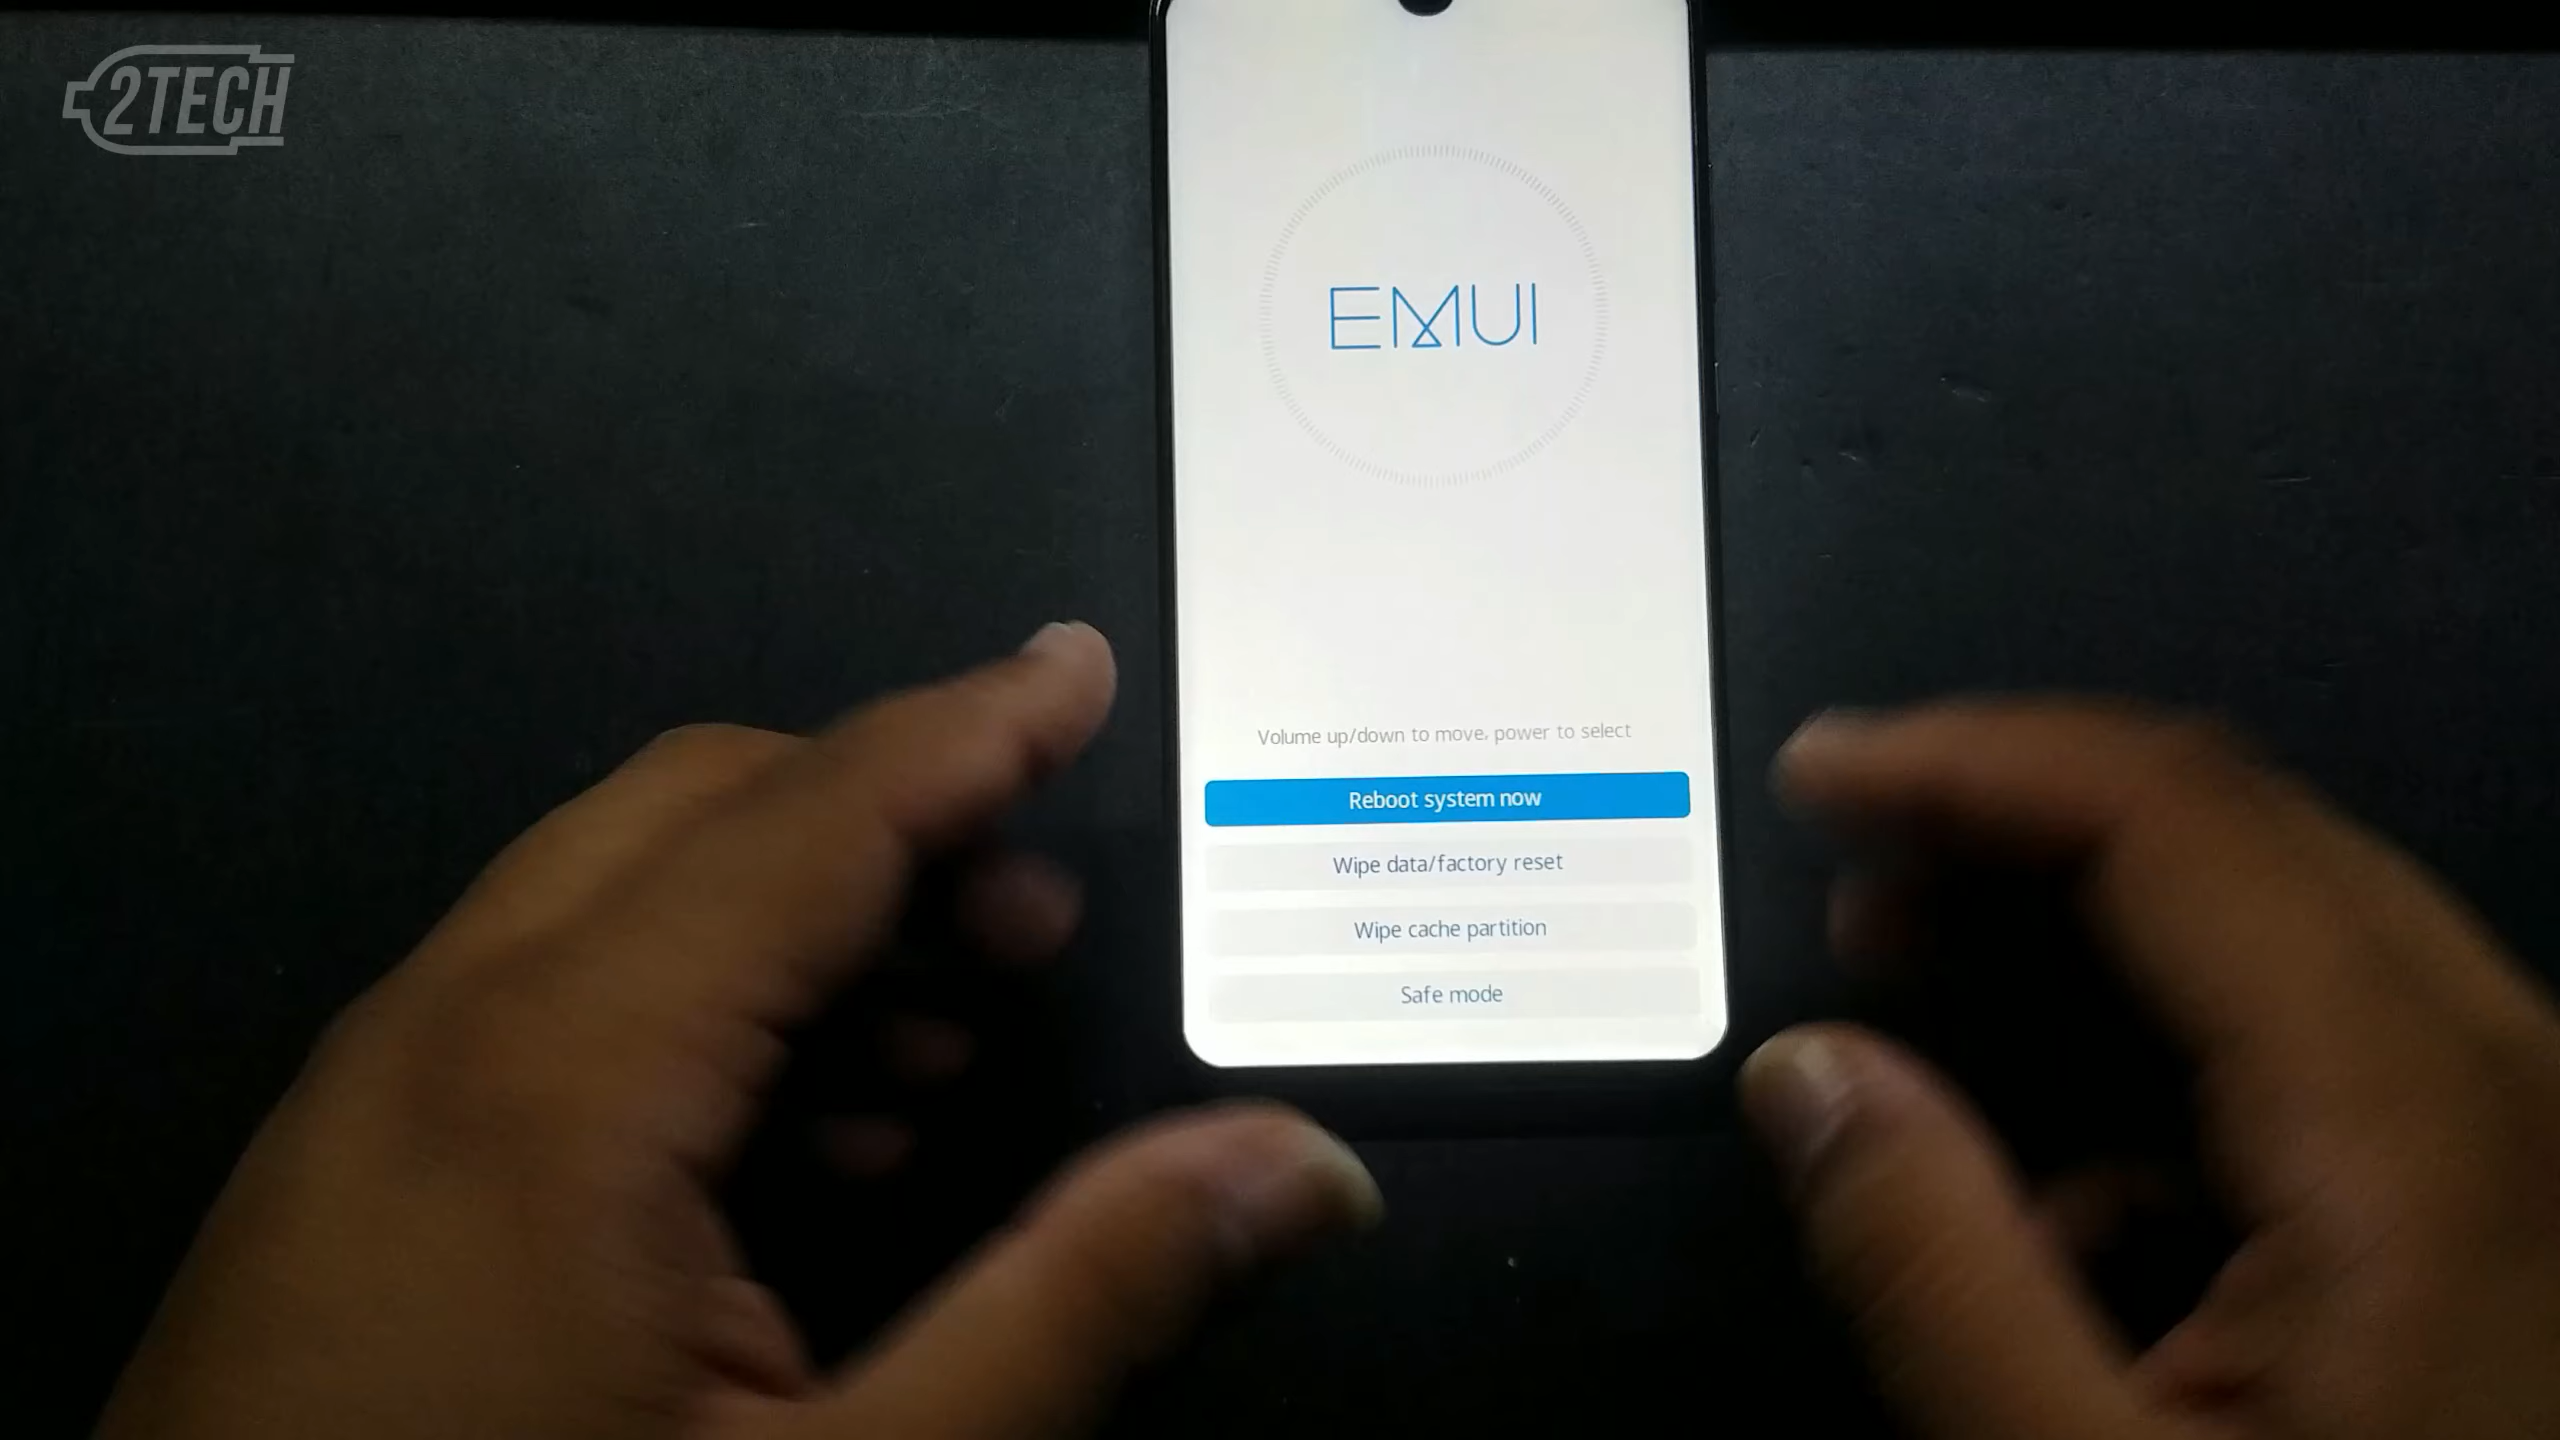 2TECH
EMUI
Volume up/down to move, power to select
Reboot system now
Wipe data/factory reset
Wipe cache partition
Safe mode